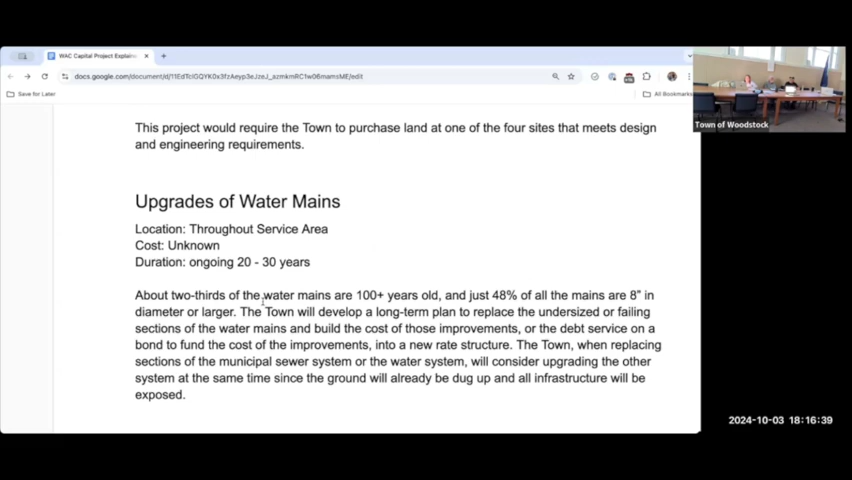 WAC Capital Project Explaine
docs.google.com/document/d/
/edit
Save for Later
All Bookmarks
Town of Woodstock
This project would require the Town to purchase land at one of the four sites that meets design
and engineering requirements.
Upgrades of Water Mains
Location: Throughout Service Area
Cost: Unknown
Duration: ongoing 20 - 30 years
About two-thirds of the water mains are 100+ years old, and just 48% of all the mains are 8” in
diameter or larger. The Town will develop a long-term plan to replace the undersized or failing
sections of the water mains and build the cost of those improvements, or the debt service on a
bond to fund the cost of the improvements, into a new rate structure. The Town, when replacing
sections of the municipal sewer system or the water system, will consider upgrading the other
system at the same time since the ground will already be dug up and all infrastructure will be
exposed.
2024-10-03 18:16:39